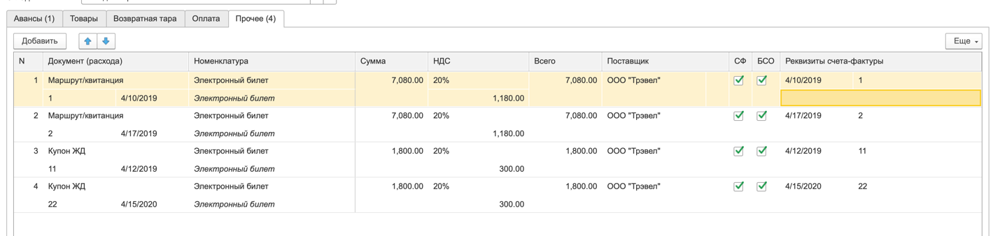 Авансы (1) Товары Возвратная тара Оплата Прочее (4)
Добавить Еще
N Документ (расхода) Номенклатура Сумма НДС Всего Поставщик СФ БСО Реквизиты счета-фактуры
1 Маршрут/квитанция Электронный билет 7,080.00 20% 7,080.00 ООО "Трэвел" 4/10/2019 1
1 4/10/2019 Электронный билет 1,180.00
2 Маршрут/квитанция Электронный билет 7,080.00 20% 7,080.00 ООО "Трэвел" 4/17/2019 2
2 4/17/2019 Электронный билет 1,180.00
3 Купон ЖД Электронный билет 1,800.00 20% 1,800.00 ООО "Трэвел" 4/12/2019 11
11 4/12/2019 Электронный билет 300.00
4 Купон ЖД Электронный билет 1,800.00 20% 1,800.00 ООО "Трэвел" 4/15/2020 22
22 4/15/2020 Электронный билет 300.00